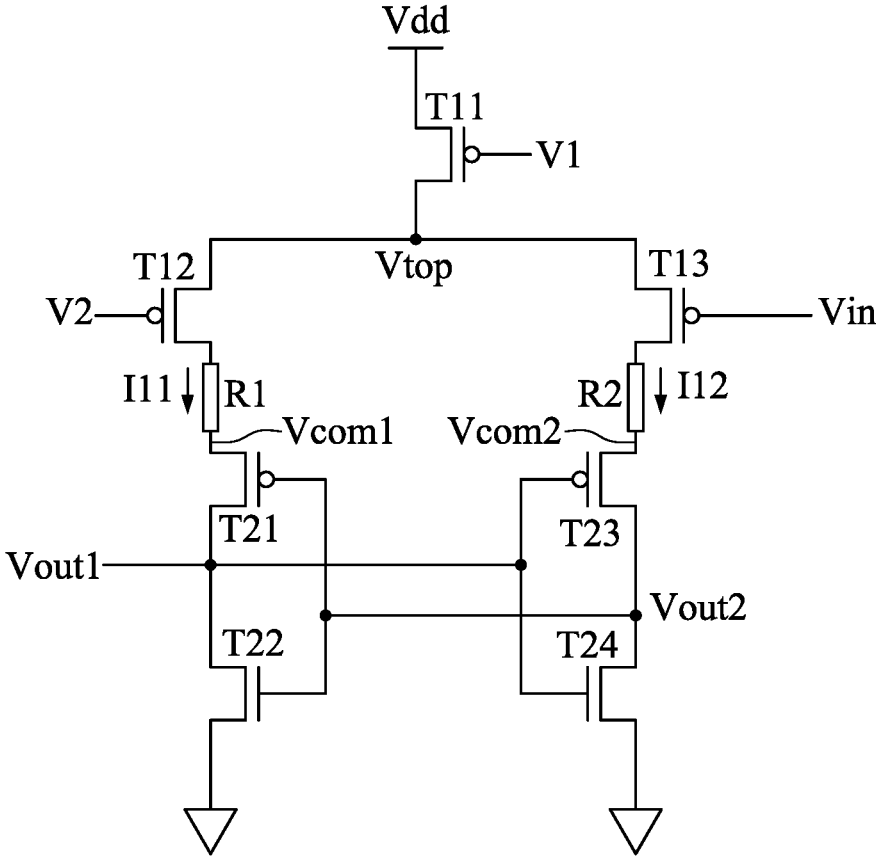 Vdd
T11
V1
Vtop
T12
T13
V2
Vin
I11
R1
R2
I12
Vcom1
Vcom2
T21
T23
Vout1
Vout2
T22
T24